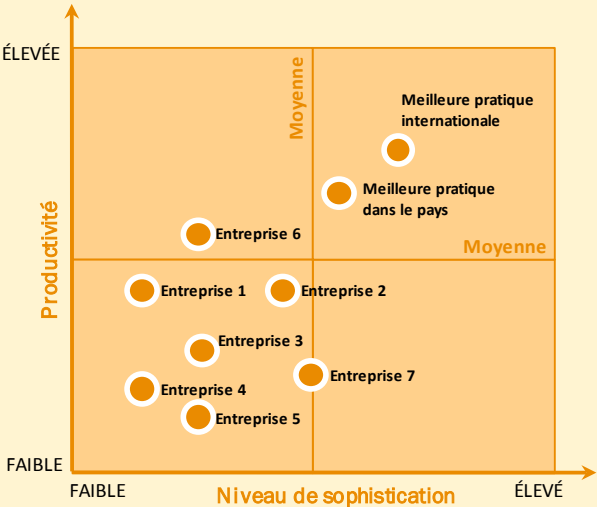 ÉLEVÉE
Moyenne
Meilleure pratique
internationale
Meilleure pratique
dans le pays
Productivité
Entreprise 6
Moyenne
Entreprise 1
Entreprise 2
Entreprise 3
Entreprise 7
Entreprise 4
Entreprise 5
FAIBLE
FAIBLE
Niveau de sophistication
ÉLEVÉ